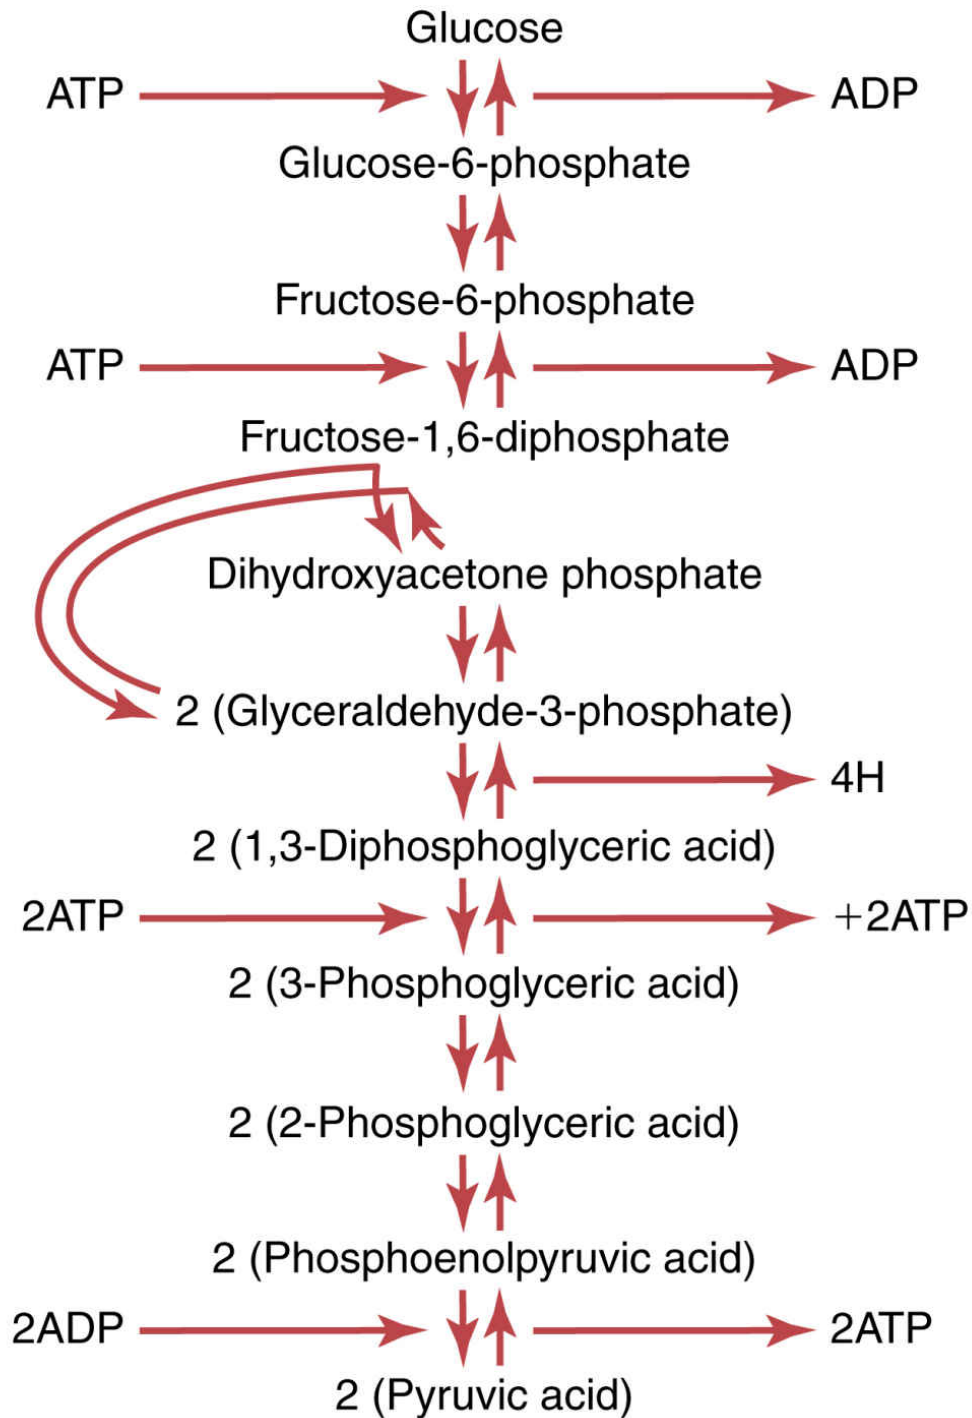 Glucose
ATP ADP
Glucose-6-phosphate
Fructose-6-phosphate
ATP ADP
Fructose-1,6-diphosphate
Dihydroxyacetone phosphate
2 (Glyceraldehyde-3-phosphate)
4H
2 (1,3-Diphosphoglyceric acid)
2ATP +2ATP
2 (3-Phosphoglyceric acid)
2 (2-Phosphoglyceric acid)
2 (Phosphoenolpyruvic acid)
2ADP 2ATP
2 (Pyruvic acid)